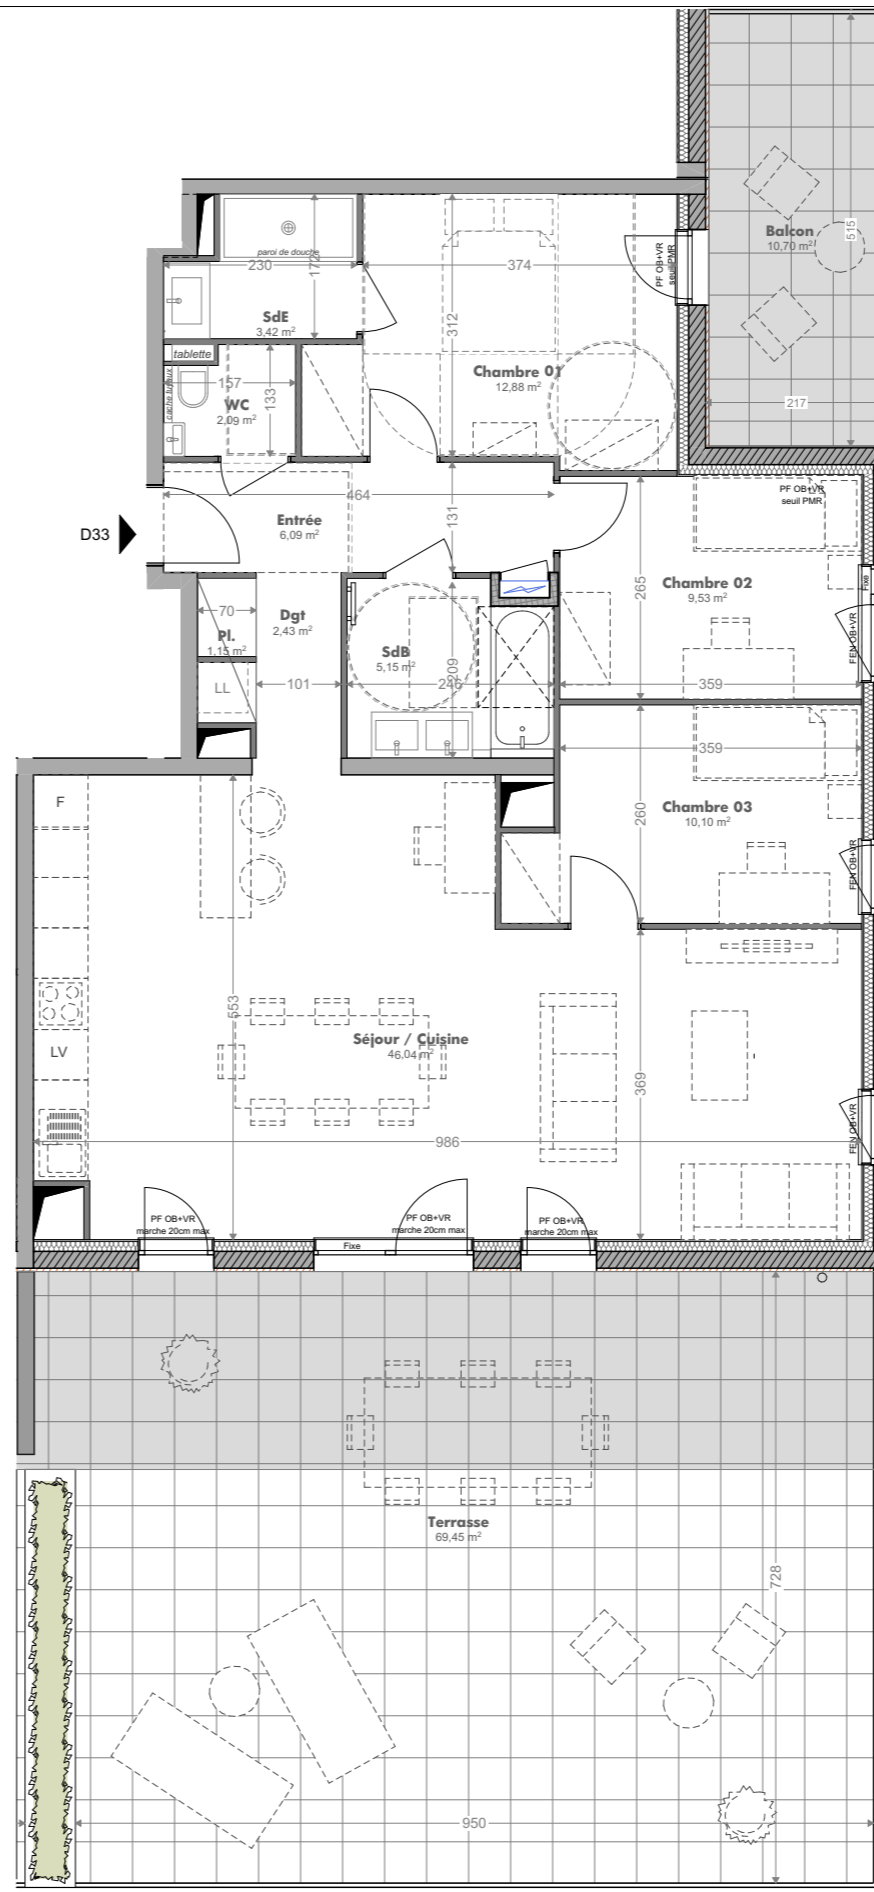 Balcon
10,70 m²
515
217
PF OB+VR
seuil PMR
paroi de douche
230
172
374
SdE
3,42 m²
312
Chambre 01
12,88 m²
tablette
cache tuyaux
157
133
WC
2,09 m²
464
131
D33
Entrée
6,09 m²
PF OB+VR
seuil PMR
Chambre 02
9,53 m²
265
359
Fixe
FEN OB+VR
70
Pl.
1,15 m²
Dgt
2,43 m²
LL
101
SdB
5,15 m²
209
246
359
Chambre 03
10,10 m²
260
FEN OB+VR
F
LV
553
Séjour / Cuisine
46,04 m²
369
986
FEN OB+VR
PF OB+VR
marche 20cm max
Fixe
PF OB+VR
marche 20cm max
PF OB+VR
marche 20cm max
Terrasse
69,45 m²
728
950